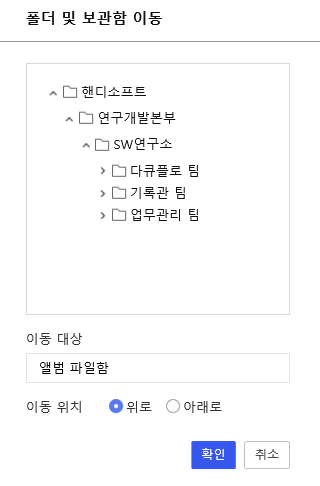 폴더 및 보관함 이동
핸디소프트
연구개발본부
SW연구소
다큐플로 팀
기록관 팀
업무관리 팀
이동 대상
앨범 파일함
이동 위치 위로 아래로
확인 취소